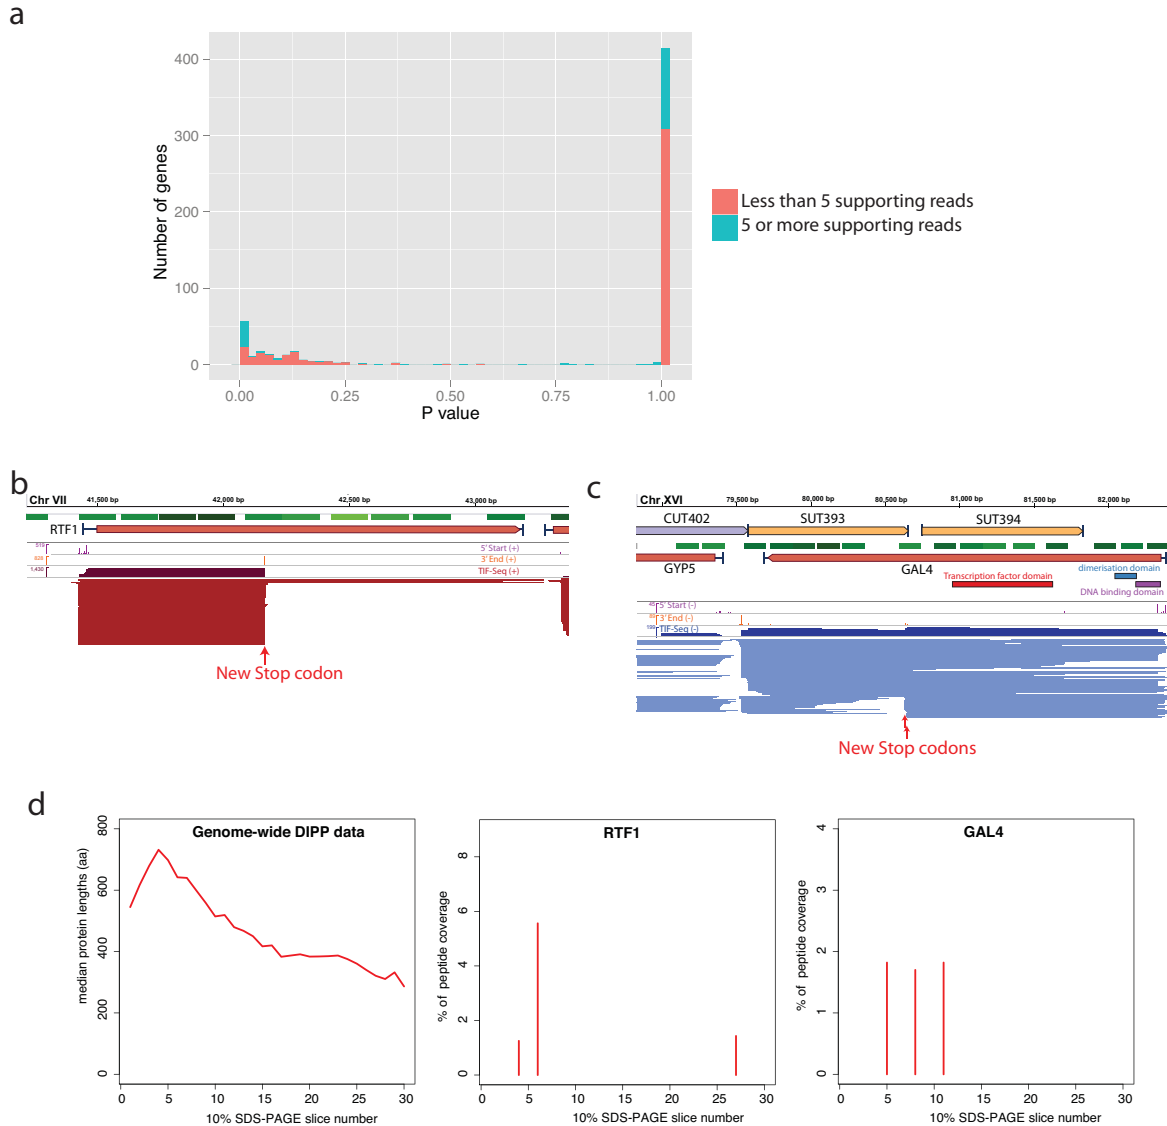 a
400
300
200
100
0
Number of genes
0.00
0.25
0.50
0.75
1.00
P value
Less than 5 supporting reads
5 or more supporting reads
b
Chr VII
41,500 bp
42,000 bp
42,500 bp
43,000 bp
RTF1
519
5' Start (+)
3' End (+)
1,430
TIF-Seq (+)
New Stop codon
c
Chr XVI
79,500 bp
80,000 bp
80,500 bp
81,000 bp
81,500 bp
82,000 bp
CUT402
SUT393
SUT394
GYP5
GAL4
dimerisation domain
Transcription factor domain
DNA binding domain
5' Start (-)
3' End (-)
TIF-Seq (-)
New Stop codons
d
Genome-wide DIPP data
median protein lengths (aa)
0
200
400
600
800
0 5 10 15 20 25 30
10% SDS-PAGE slice number
RTF1
% of peptide coverage
0
2
4
6
8
0 5 10 15 20 25 30
10% SDS-PAGE slice number
GAL4
% of peptide coverage
0
1
2
3
4
0 5 10 15 20 25 30
10% SDS-PAGE slice number